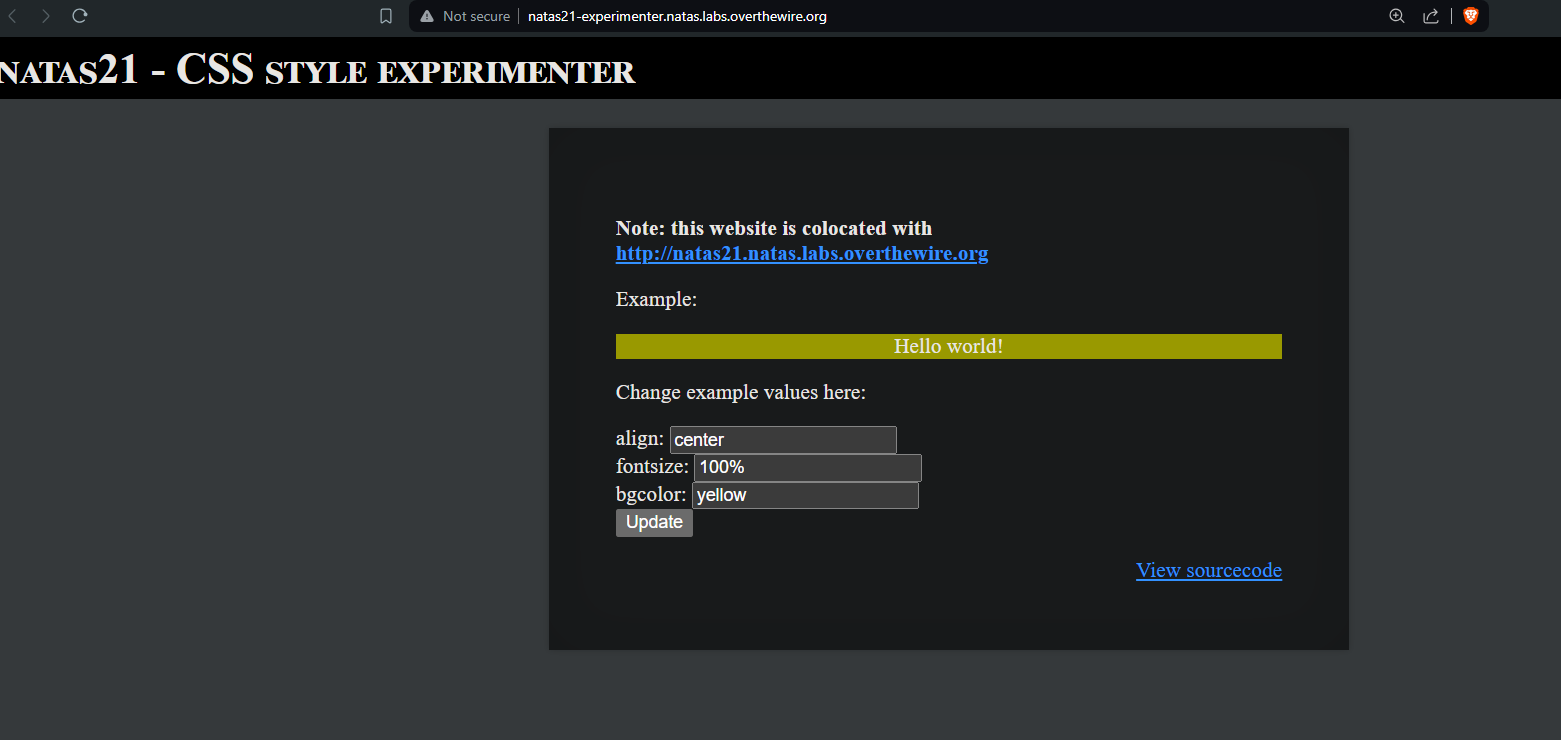 Not secure natas21-experimenter.natas.labs.overthewire.org
NATAS21 - CSS STYLE EXPERIMENTER
Note: this website is colocated with
http://natas21.natas.labs.overthewire.org
Example:
Hello world!
Change example values here:
align: center
fontsize: 100%
bgcolor: yellow
Update
View sourcecode